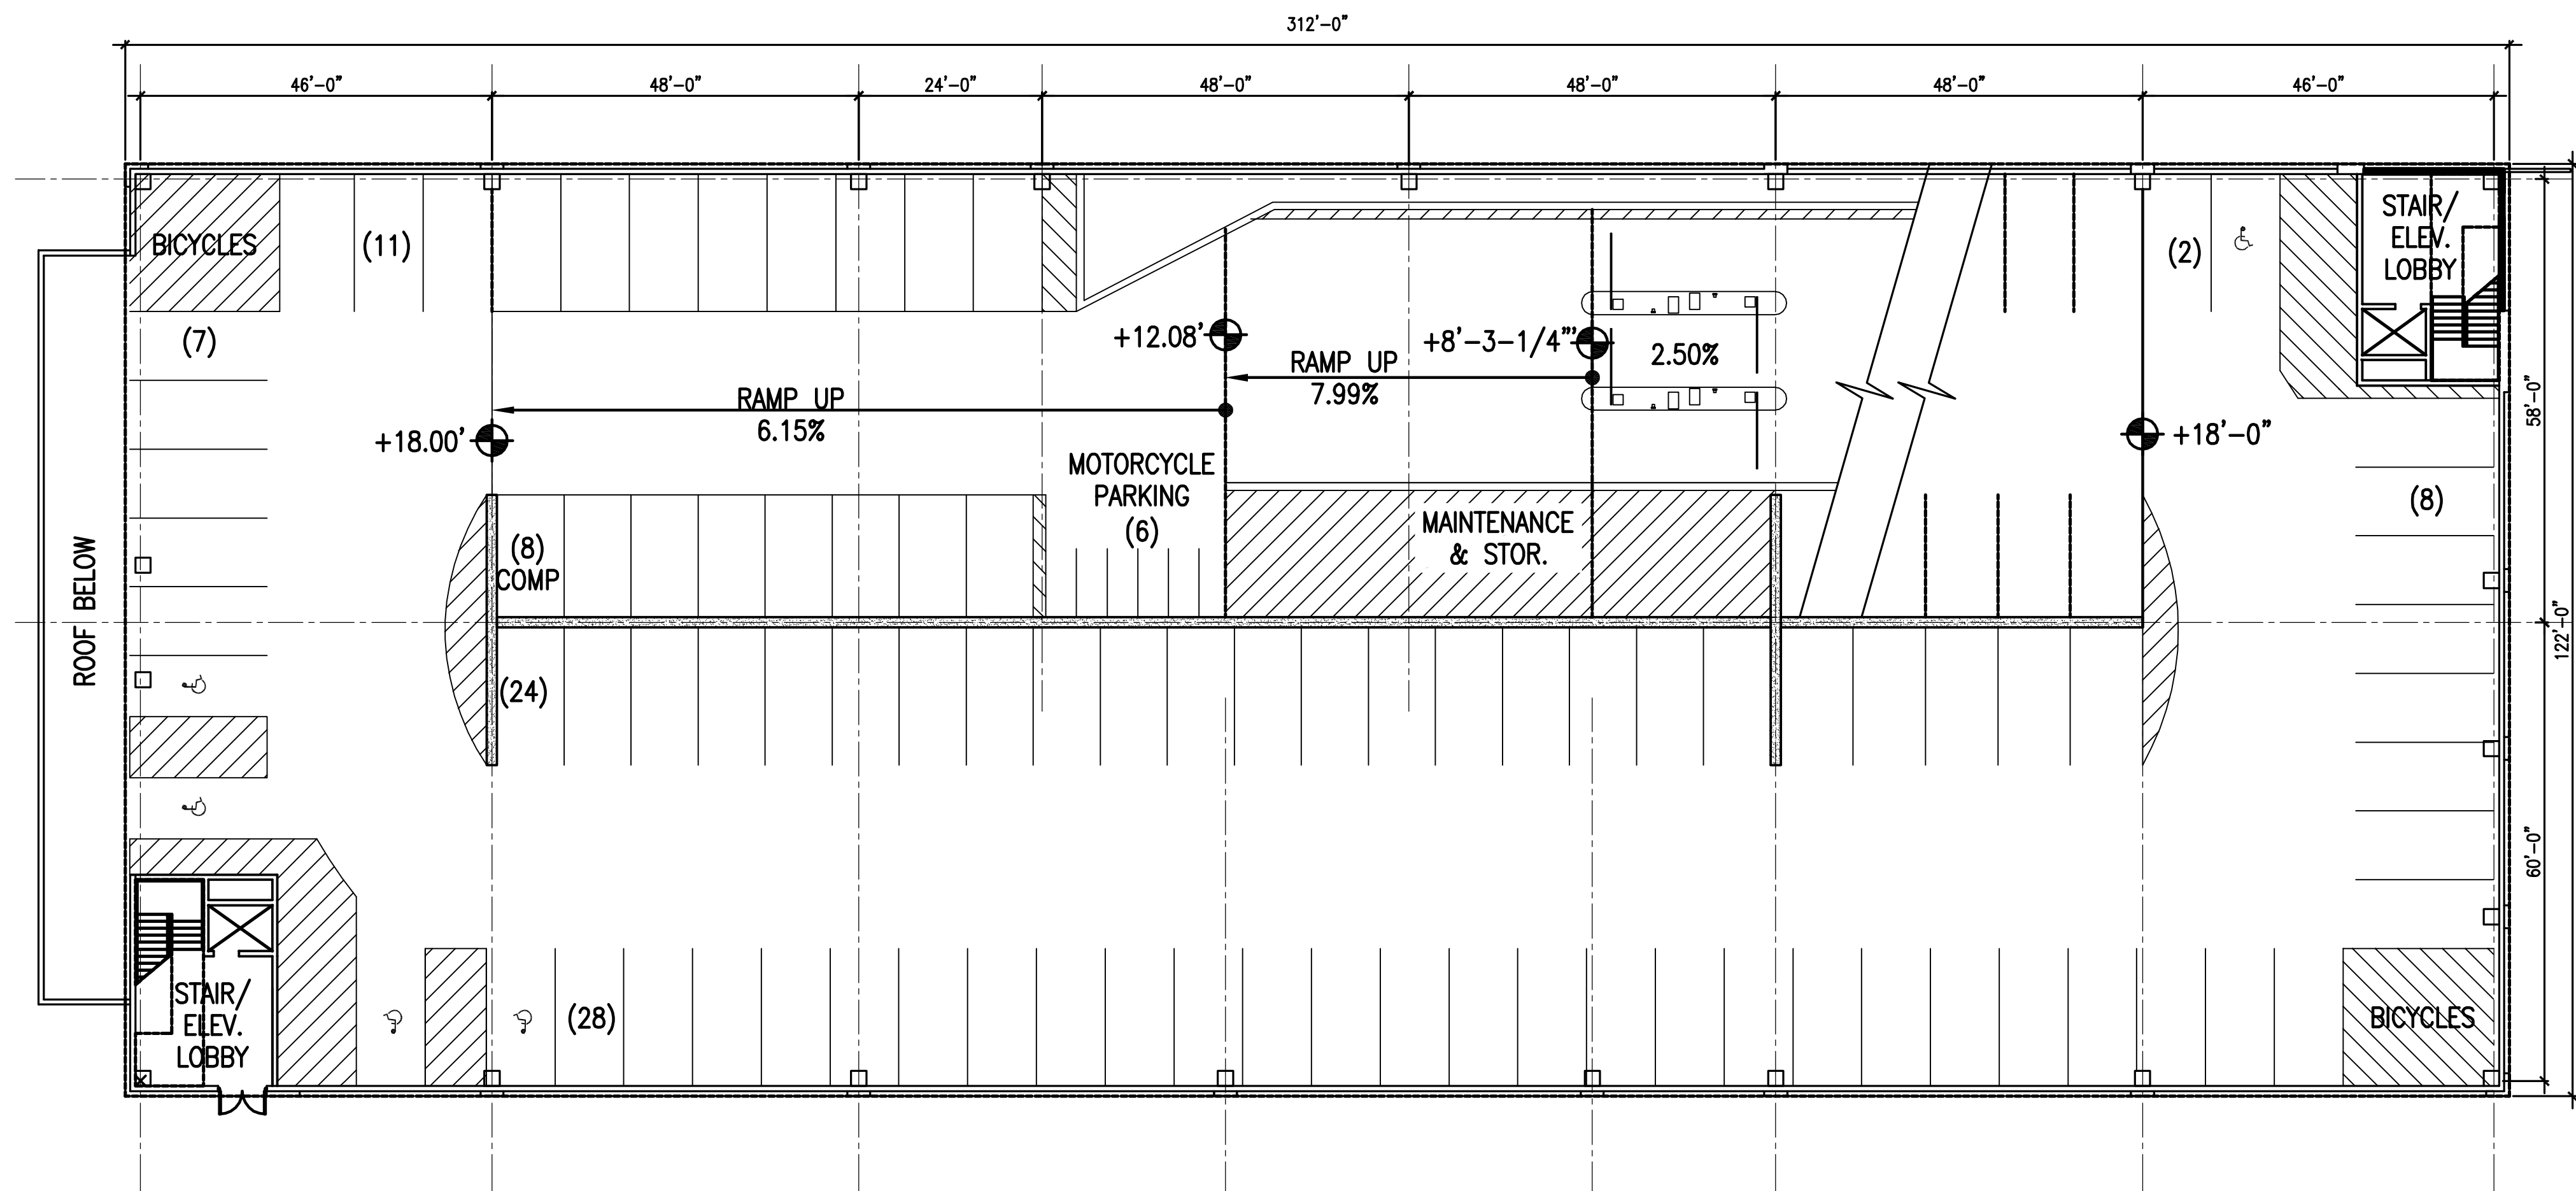 312'-0"
46'-0"
48'-0"
24'-0"
48'-0"
48'-0"
48'-0"
46'-0"
BICYCLES
(11)
(7)
(2)
STAIR/
ELEV.
LOBBY
+12.08'
+8'-3-1/4"'
2.50%
RAMP UP
7.99%
RAMP UP
6.15%
+18.00'
+18'-0"
58'-0"
MOTORCYCLE
PARKING
(6)
MAINTENANCE
& STOR.
(8)
(8)
COMP
ROOF BELOW
122'-0"
(24)
60'-0"
STAIR/
ELEV.
LOBBY
(28)
BICYCLES